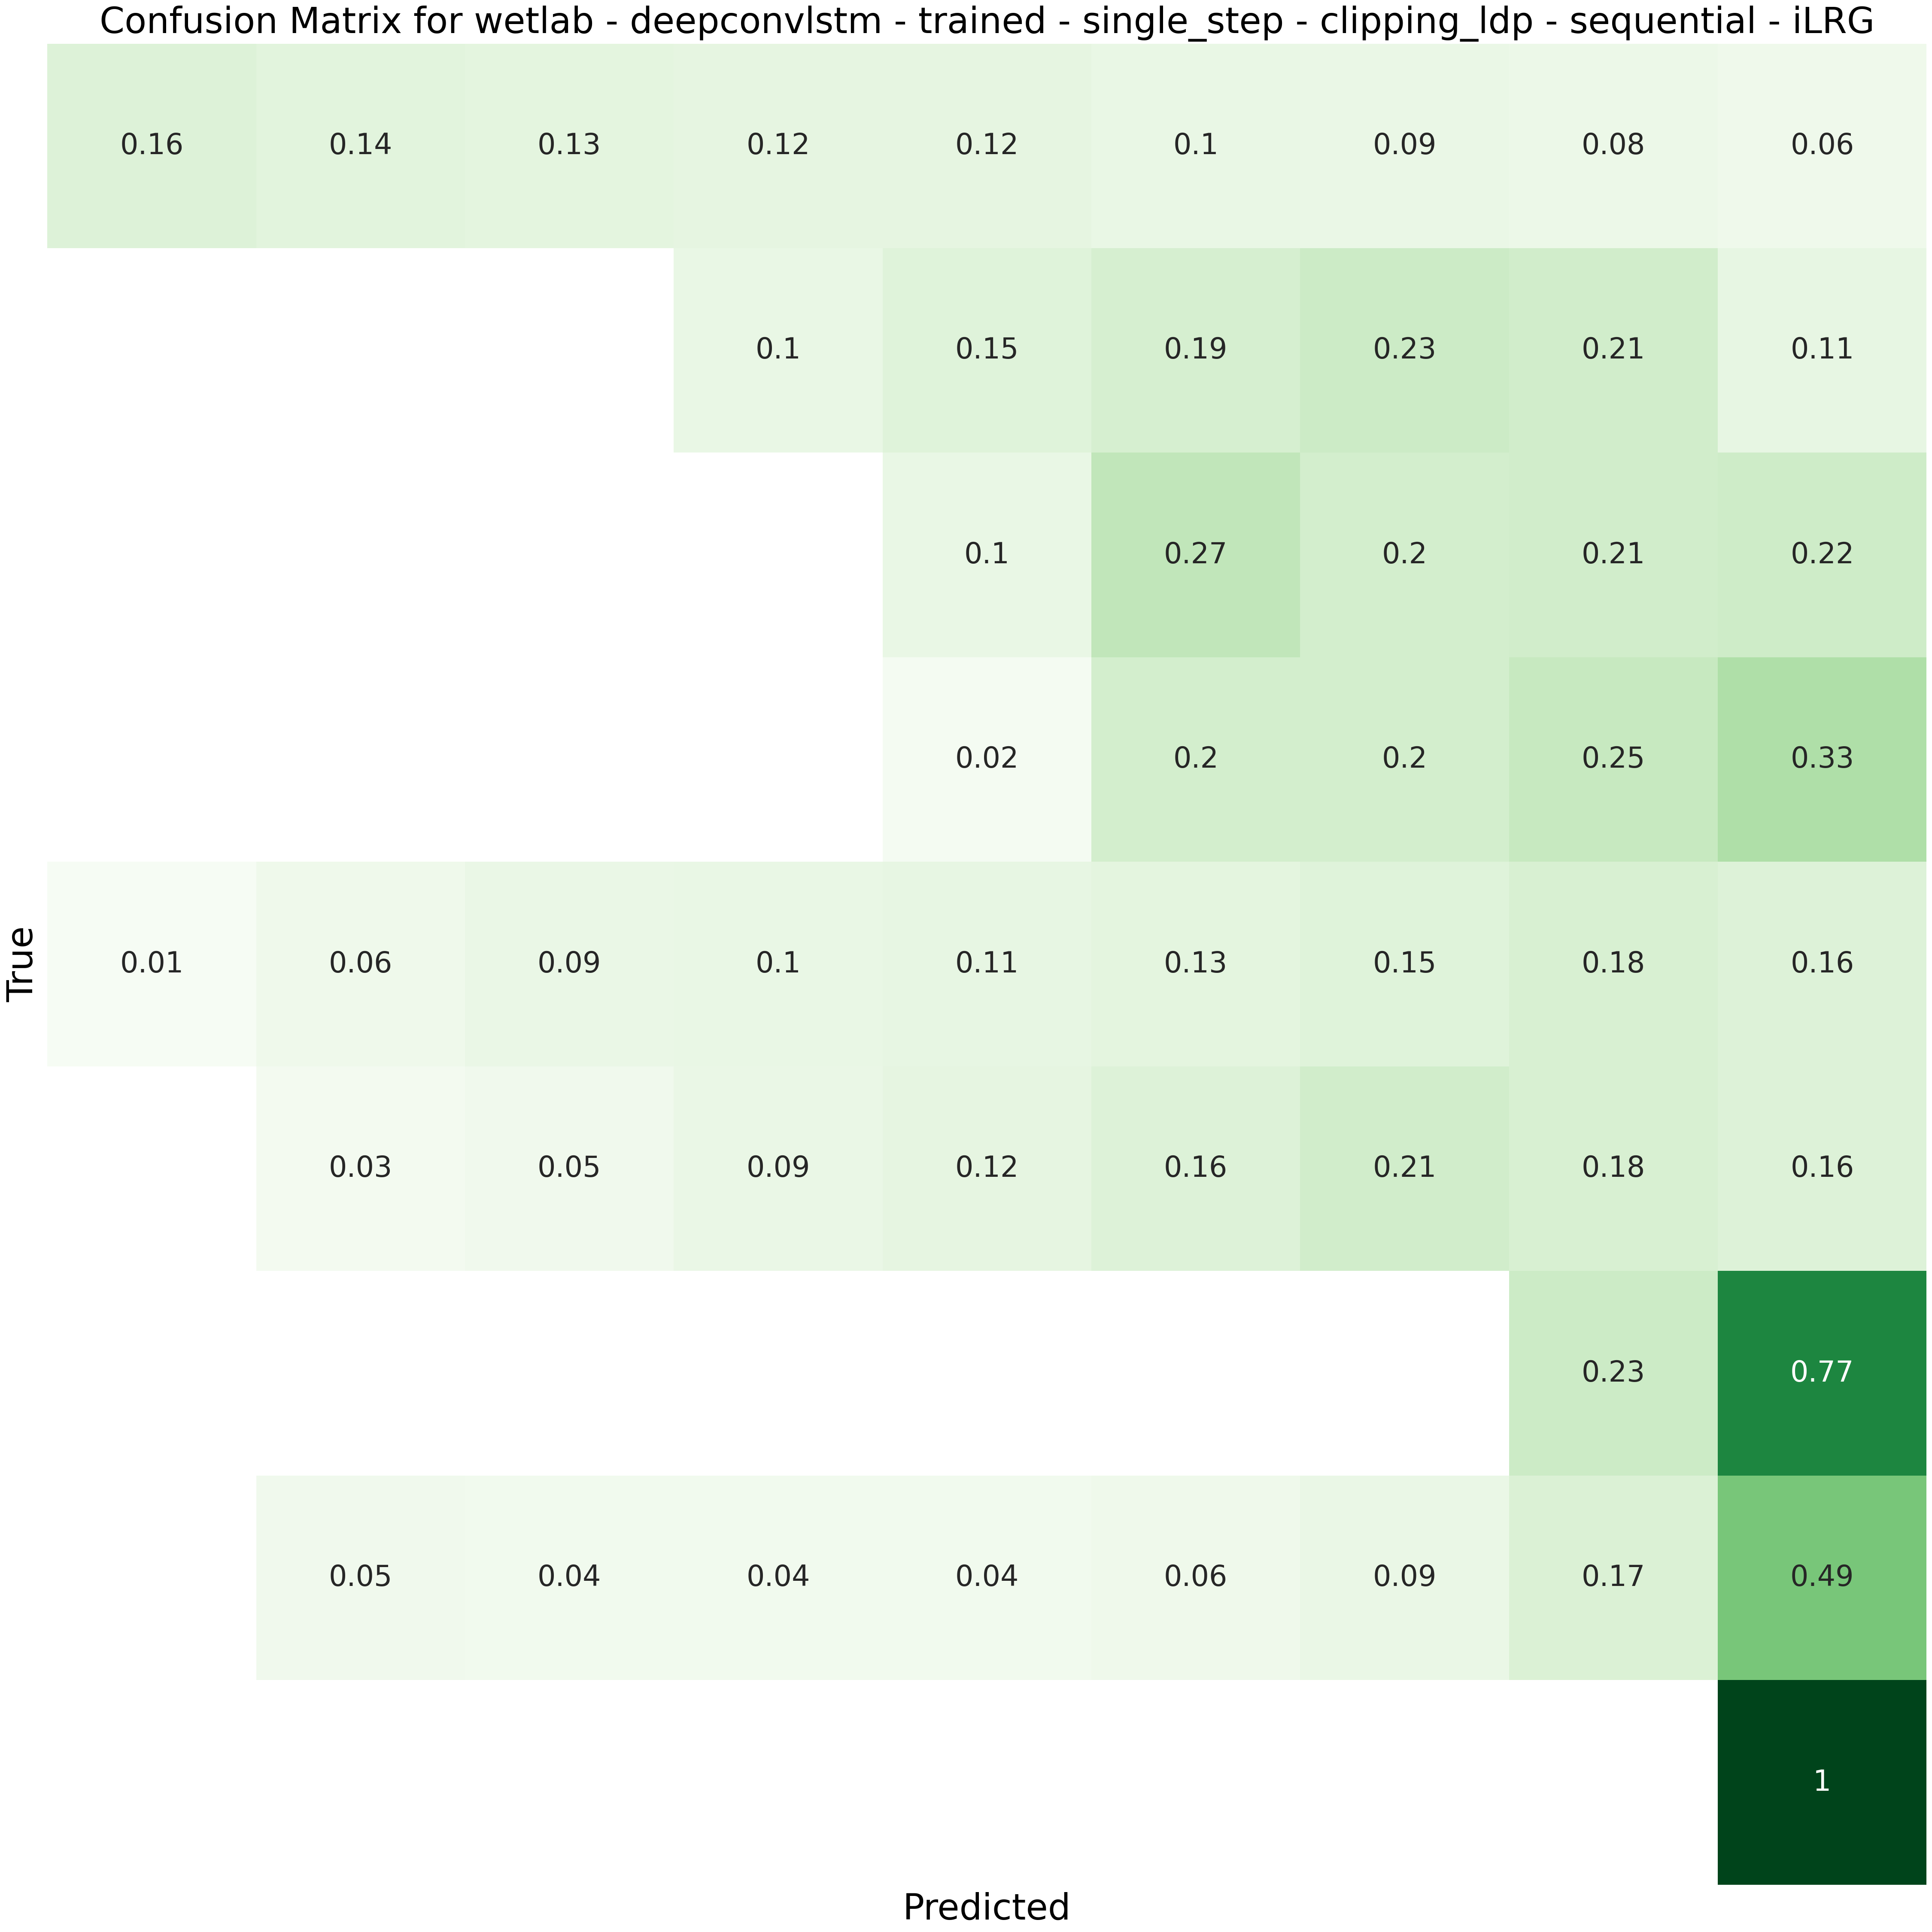 Confusion Matrix for wetlab - deepconvlstm - trained - single_step - clipping_ldp - sequential - iLRG
0.16 0.14 0.13 0.12 0.12 0.1 0.09 0.08 0.06
0.1 0.15 0.19 0.23 0.21 0.11
0.1 0.27 0.2 0.21 0.22
0.02 0.2 0.2 0.25 0.33
True
0.01 0.06 0.09 0.1 0.11 0.13 0.15 0.18 0.16
0.03 0.05 0.09 0.12 0.16 0.21 0.18 0.16
0.23 0.77
0.05 0.04 0.04 0.04 0.06 0.09 0.17 0.49
1
Predicted